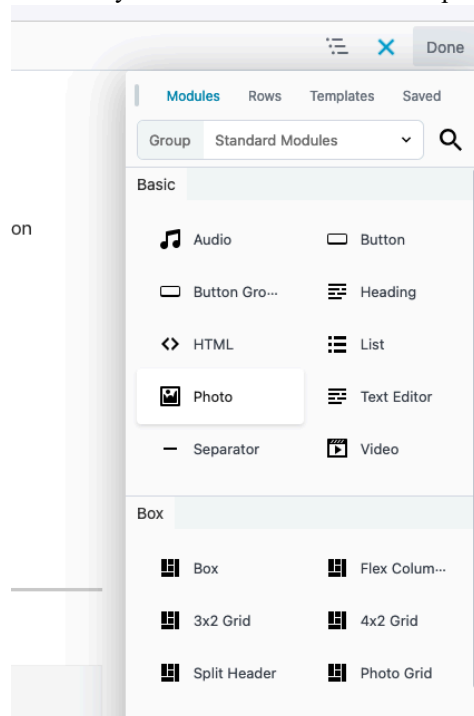 Done
Modules Rows Templates Saved
Group Standard Modules
Basic
on
Audio Button
Button Gro··· Heading
HTML List
Photo Text Editor
Separator Video
Box
Box Flex Colum···
3x2 Grid 4x2 Grid
Split Header Photo Grid